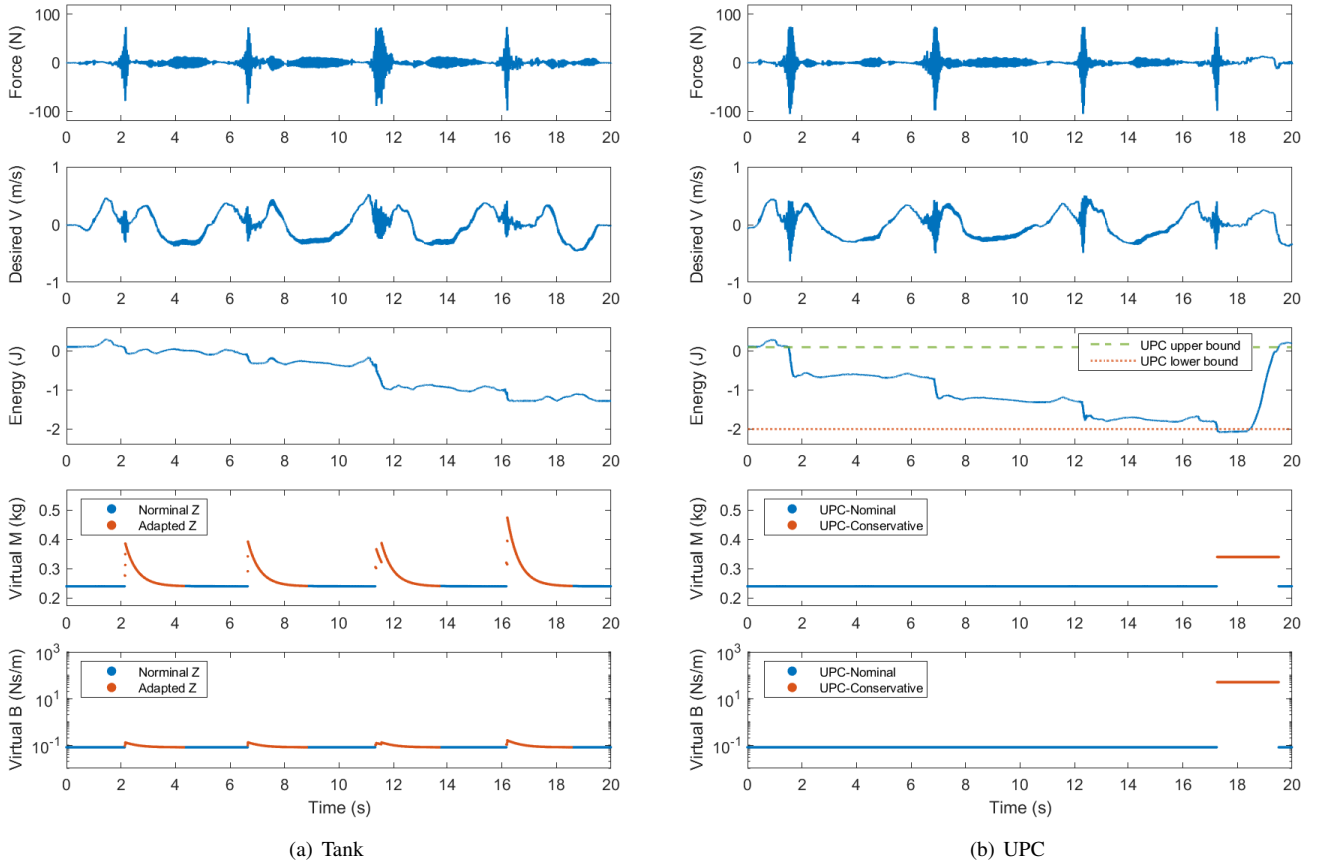 100
0
-100
Force (N)
0 2 4 6 8 10 12 14 16 18 20
1
0
-1
Desired V (m/s)
0 2 4 6 8 10 12 14 16 18 20
0
-1
-2
Energy (J)
0 2 4 6 8 10 12 14 16 18 20
0.5
0.4
0.3
0.2
Virtual M (kg)
Norminal Z
Adapted Z
0 2 4 6 8 10 12 14 16 18 20
10^3
10^1
10^-1
Virtual B (Ns/m)
Norminal Z
Adapted Z
0 2 4 6 8 10 12 14 16 18 20
Time (s)
(a) Tank
100
0
-100
Force (N)
0 2 4 6 8 10 12 14 16 18 20
1
0
-1
Desired V (m/s)
0 2 4 6 8 10 12 14 16 18 20
0
-1
-2
Energy (J)
UPC upper bound
UPC lower bound
0 2 4 6 8 10 12 14 16 18 20
0.5
0.4
0.3
0.2
Virtual M (kg)
UPC-Nominal
UPC-Conservative
0 2 4 6 8 10 12 14 16 18 20
10^3
10^1
10^-1
Virtual B (Ns/m)
UPC-Nominal
UPC-Conservative
0 2 4 6 8 10 12 14 16 18 20
Time (s)
(b) UPC